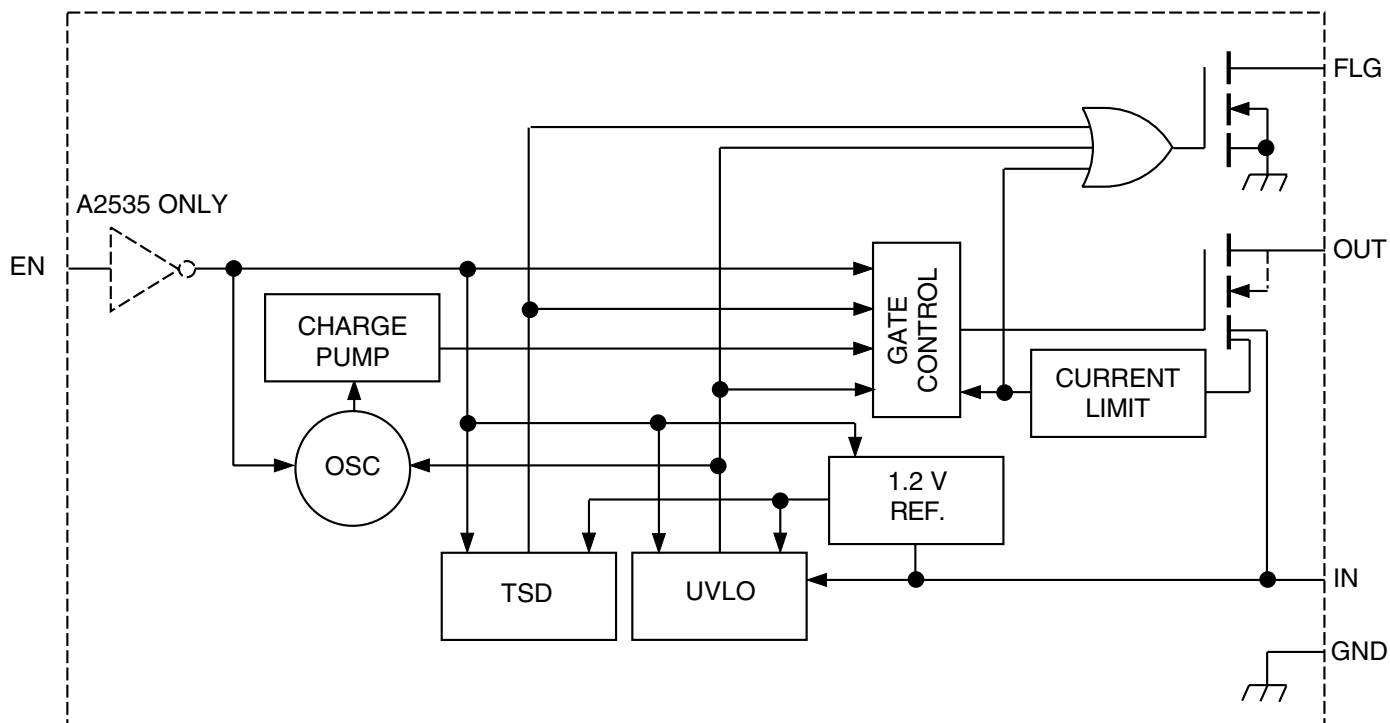 FLG
A2535 ONLY
EN
OUT
GATE
CONTROL
CHARGE
PUMP
CURRENT
LIMIT
OSC
1.2 V
REF.
TSD
UVLO
IN
GND